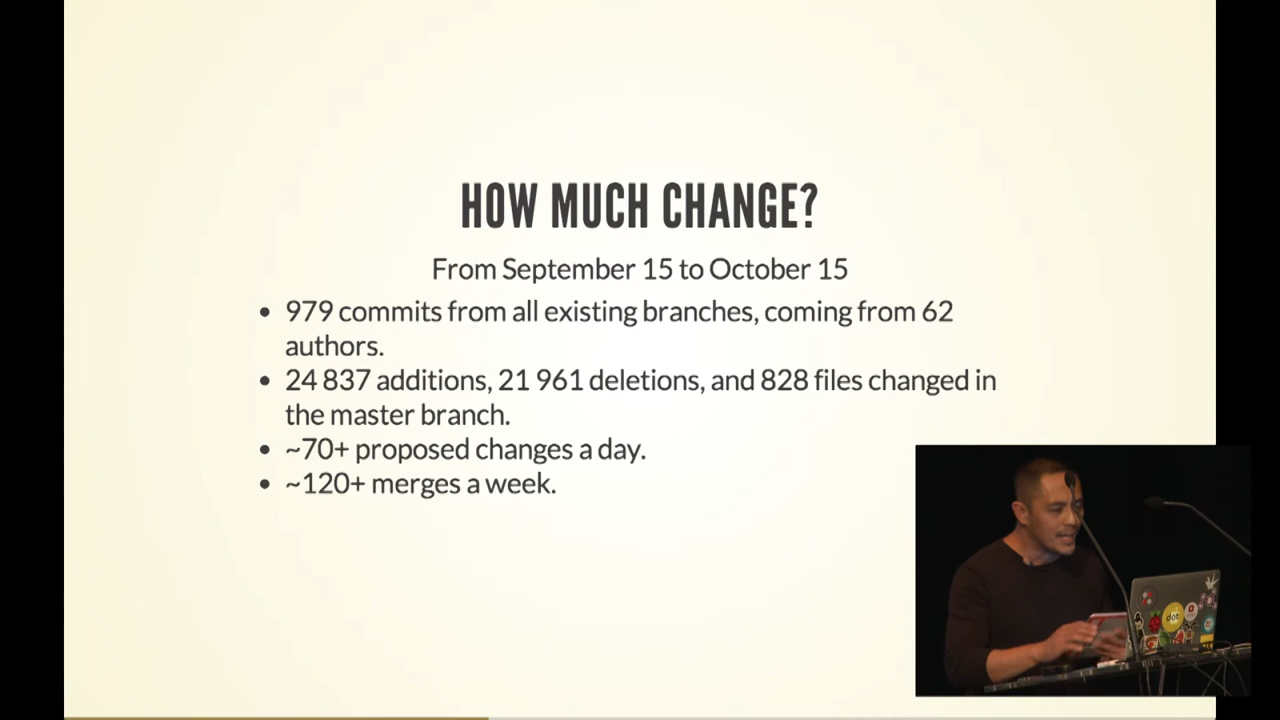 HOW MUCH CHANGE?
From September 15 to October 15
• 979 commits from all existing branches, coming from 62
authors.
• 24 837 additions, 21 961 deletions, and 828 files changed in
the master branch.
• ~70+ proposed changes a day.
• ~120+ merges a week.
dot